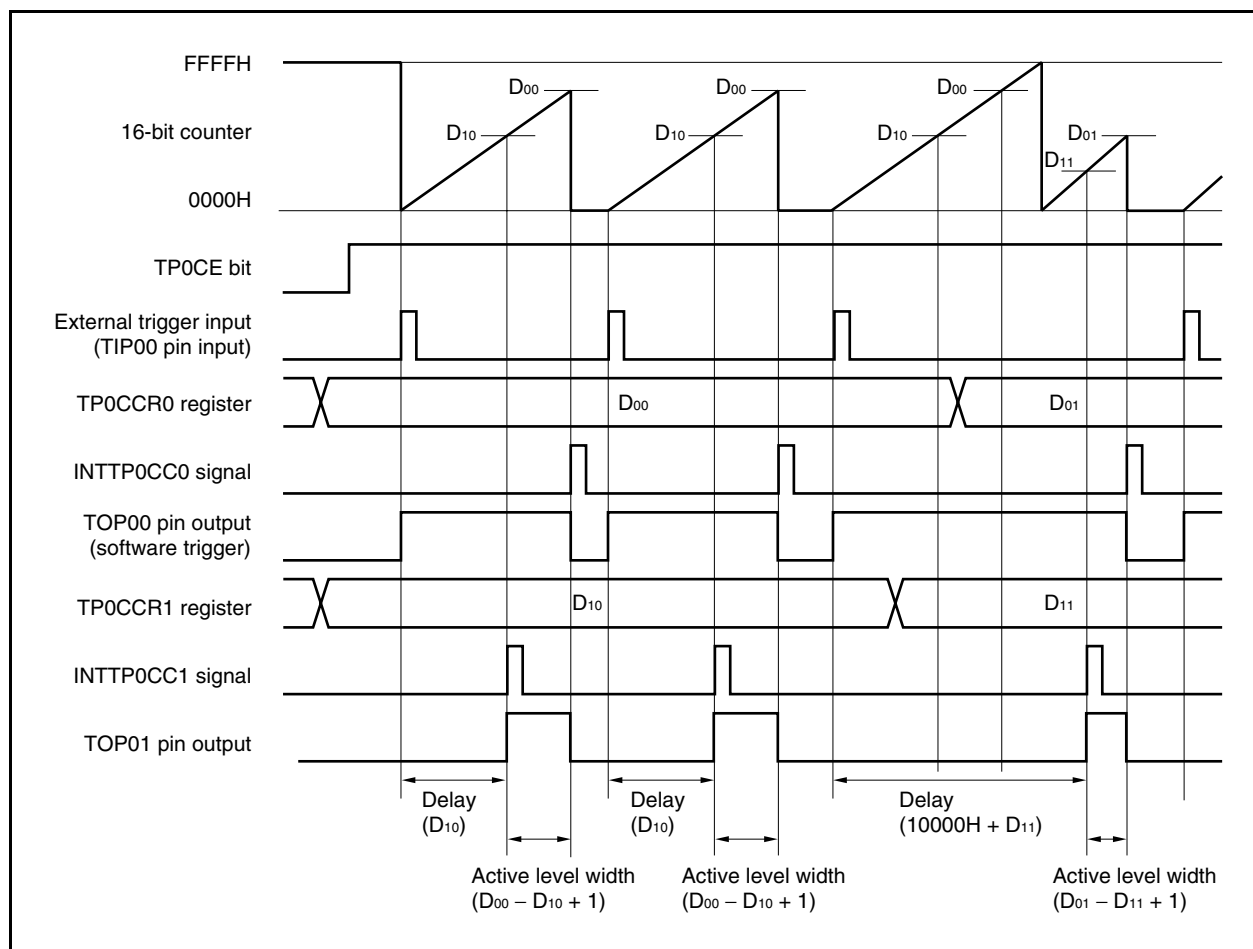 FFFFH
D00
D00
D00
16-bit counter
D10
D10
D10
D01
D11
0000H
TP0CE bit
External trigger input
(TIP00 pin input)
TP0CCR0 register
D00
D01
INTTP0CC0 signal
TOP00 pin output
(software trigger)
TP0CCR1 register
D10
D11
INTTP0CC1 signal
TOP01 pin output
Delay
(D10)
Delay
(D10)
Delay
(10000H + D11)
Active level width
(D00 − D10 + 1)
Active level width
(D00 − D10 + 1)
Active level width
(D01 − D11 + 1)